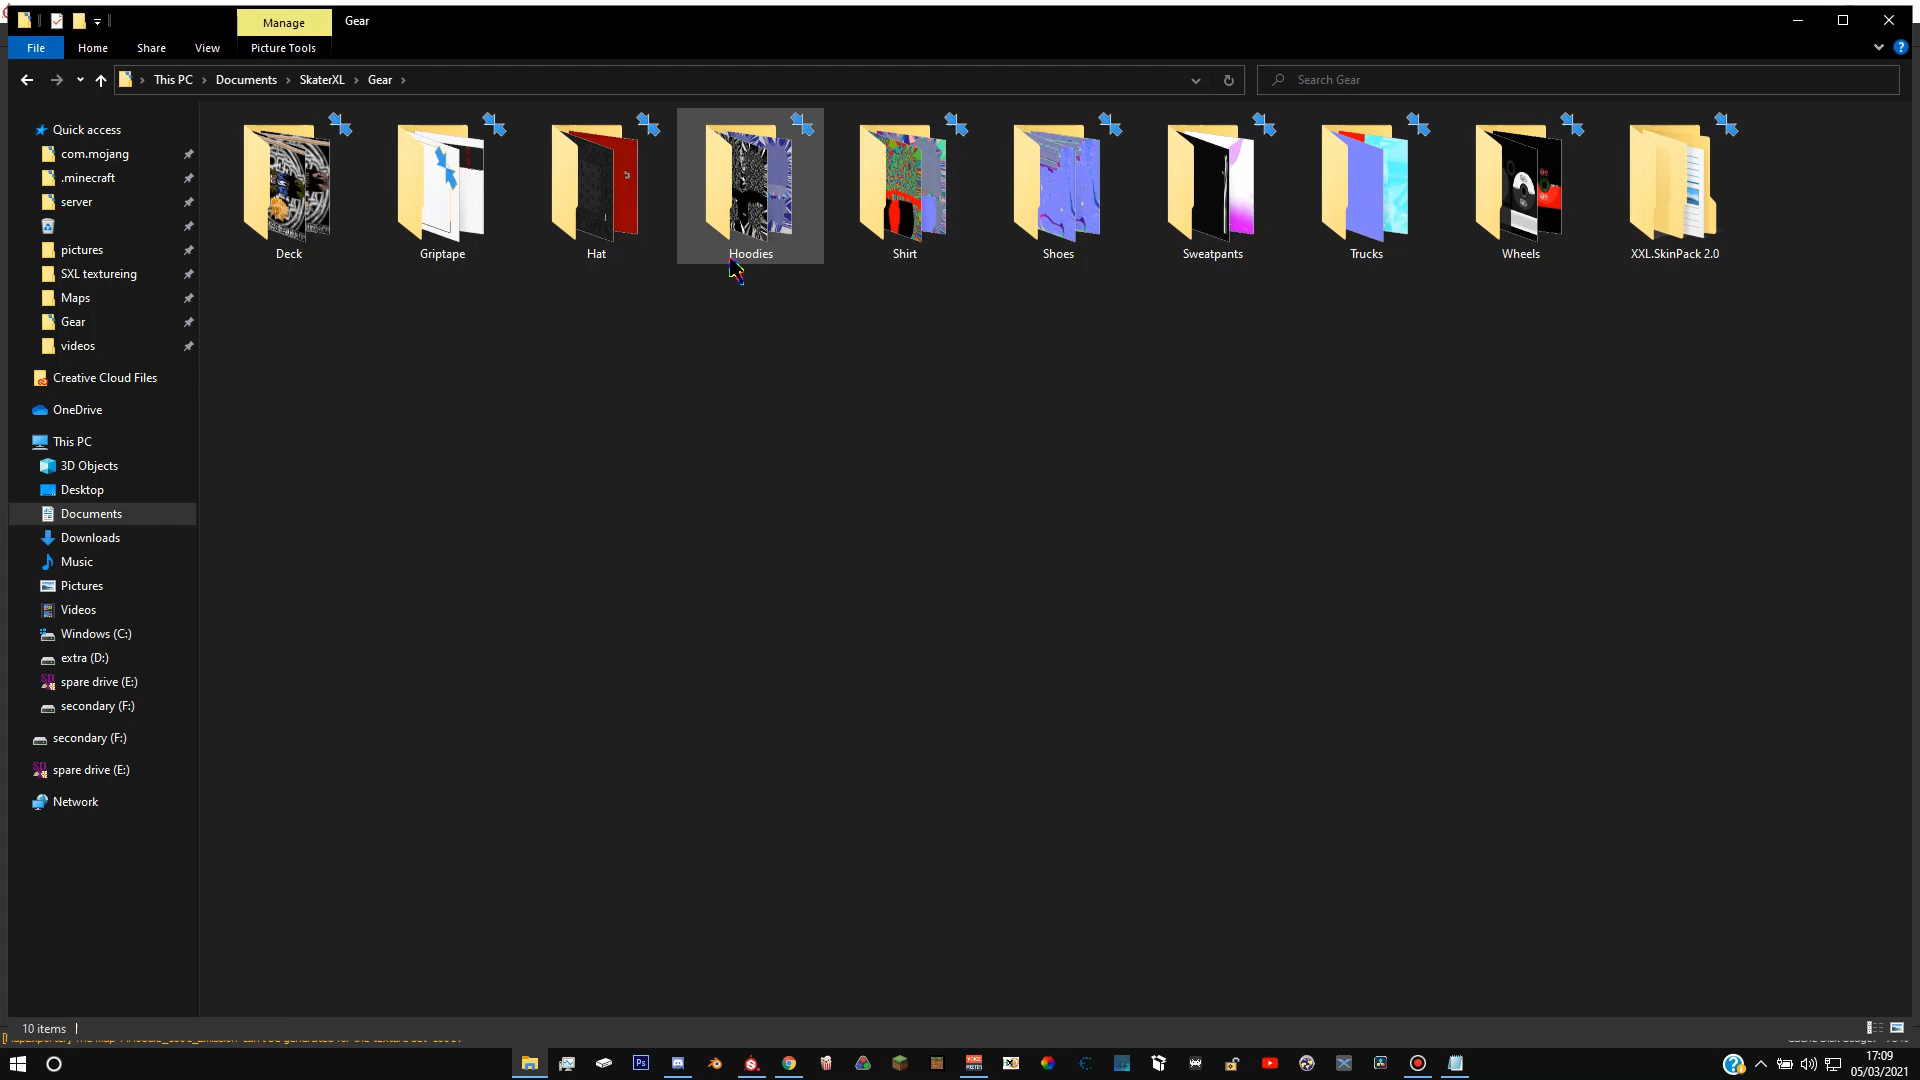 Manage
Gear
File
Home
Share
View
Picture Tools
This PC
Documents
SkaterXL
Gear
Search Gear
Quick access
com.mojang
.minecraft
server
pictures
SXL textureing
Maps
Gear
videos
Creative Cloud Files
OneDrive
This PC
3D Objects
Desktop
Documents
Downloads
Music
Pictures
Videos
Windows (C:)
extra (D:)
spare drive (E:)
secondary (F:)
secondary (F:)
spare drive (E:)
Network
Deck
Griptape
Hat
Hoodies
Shirt
Shoes
Sweatpants
Trucks
Wheels
XXL.SkinPack 2.0
10 items
17:09
05/03/2021